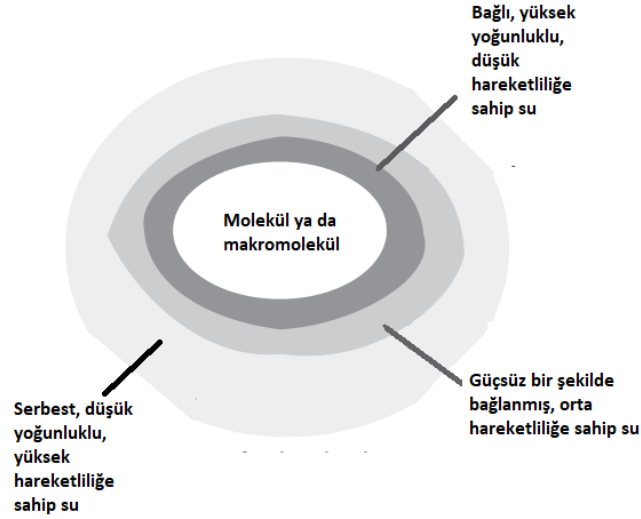 Bağlı, yüksek
yoğunluklu,
düşük
hareketliliğe
sahip su
Molekül ya da
makromolekül
Güçsüz bir şekilde
bağlanmış, orta
hareketliliğe sahip su
Serbest, düşük
yoğunluklu,
yüksek
hareketliliğe
sahip su